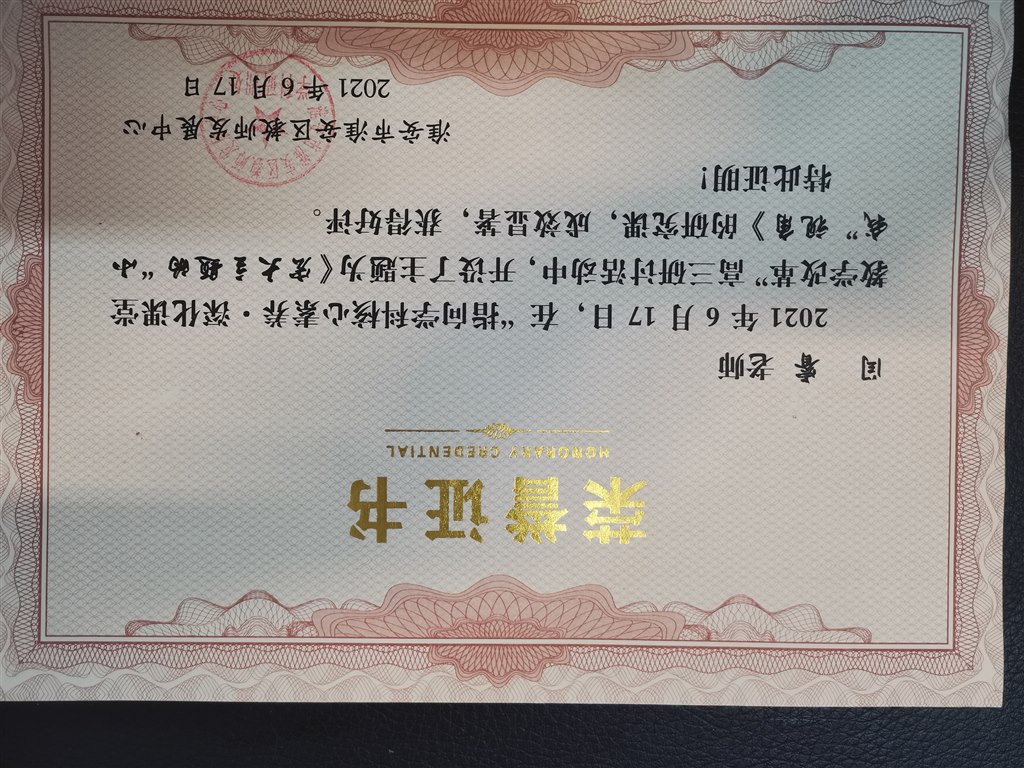 荣誉证书
HONORARY CREDENTIAL
闫 老师
2021 年 6 月 17 日，在“指向学科核心素养·深化课堂
教学改革”高三研讨活动中，开设了主题为《宏大主题的“小
我”视角》的研究课，成效显著，获得好评。
特此证明！
淮安市淮安区教师发展中心
2021 年 6 月 17 日